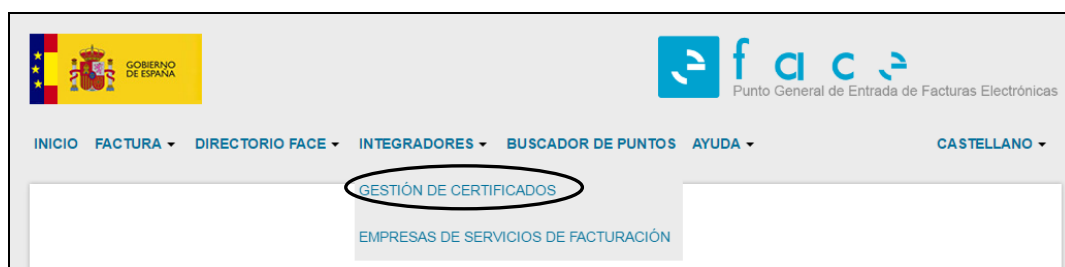 GOBIERNO
DE ESPAÑA
face
Punto General de Entrada de Facturas Electrónicas
INICIO FACTURA DIRECTORIO FACE INTEGRADORES BUSCADOR DE PUNTOS AYUDA CASTELLANO
GESTIÓN DE CERTIFICADOS
EMPRESAS DE SERVICIOS DE FACTURACIÓN